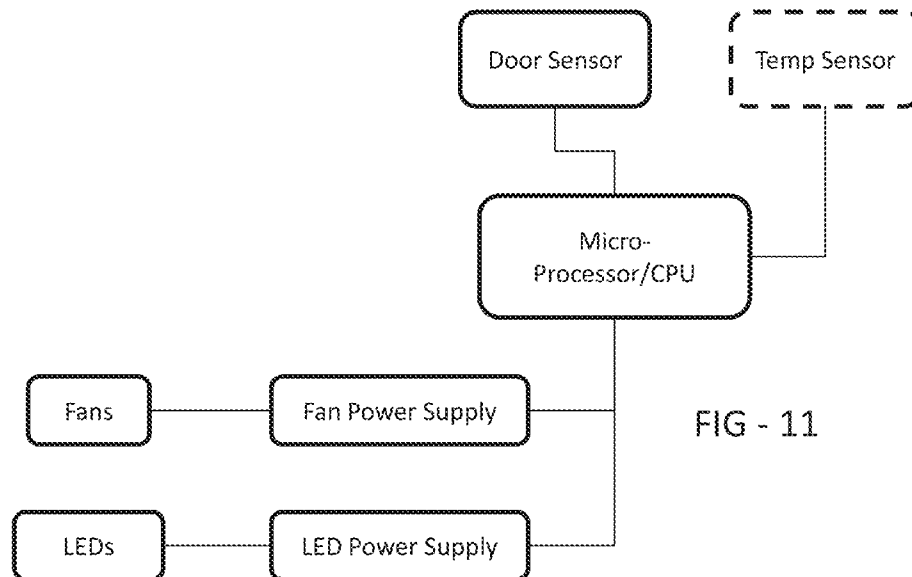 Door Sensor
Temp Sensor
Micro-
Processor/CPU
Fans
Fan Power Supply
FIG - 11
LEDs
LED Power Supply